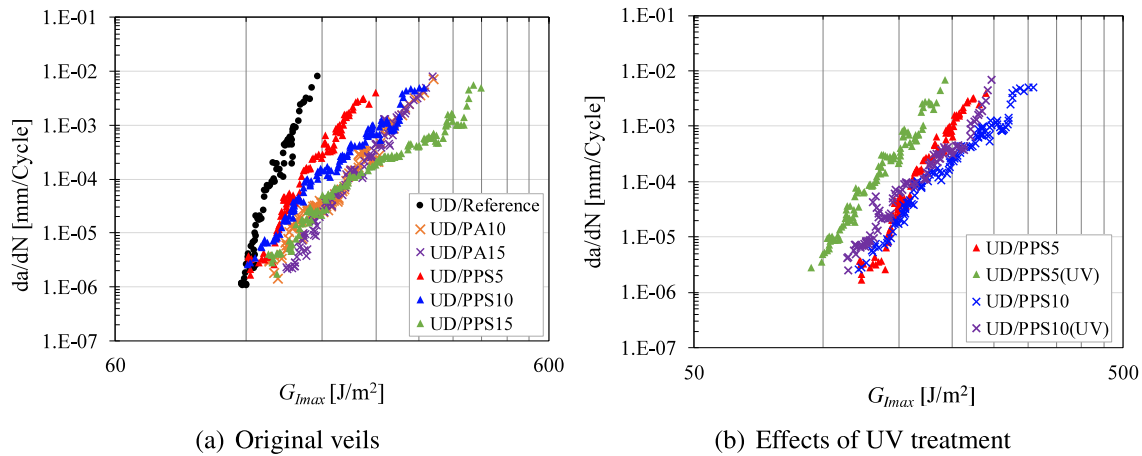 1.E-01
1.E-02
1.E-03
1.E-04
1.E-05
1.E-06
1.E-07
da/dN [mm/Cycle]
UD/Reference
UD/PA10
UD/PA15
UD/PPS5
UD/PPS10
UD/PPS15
60
600
G_Imax [J/m²]
(a) Original veils
1.E-01
1.E-02
1.E-03
1.E-04
1.E-05
1.E-06
1.E-07
da/dN [mm/Cycle]
UD/PPS5
UD/PPS5(UV)
UD/PPS10
UD/PPS10(UV)
50
500
G_Imax [J/m²]
(b) Effects of UV treatment